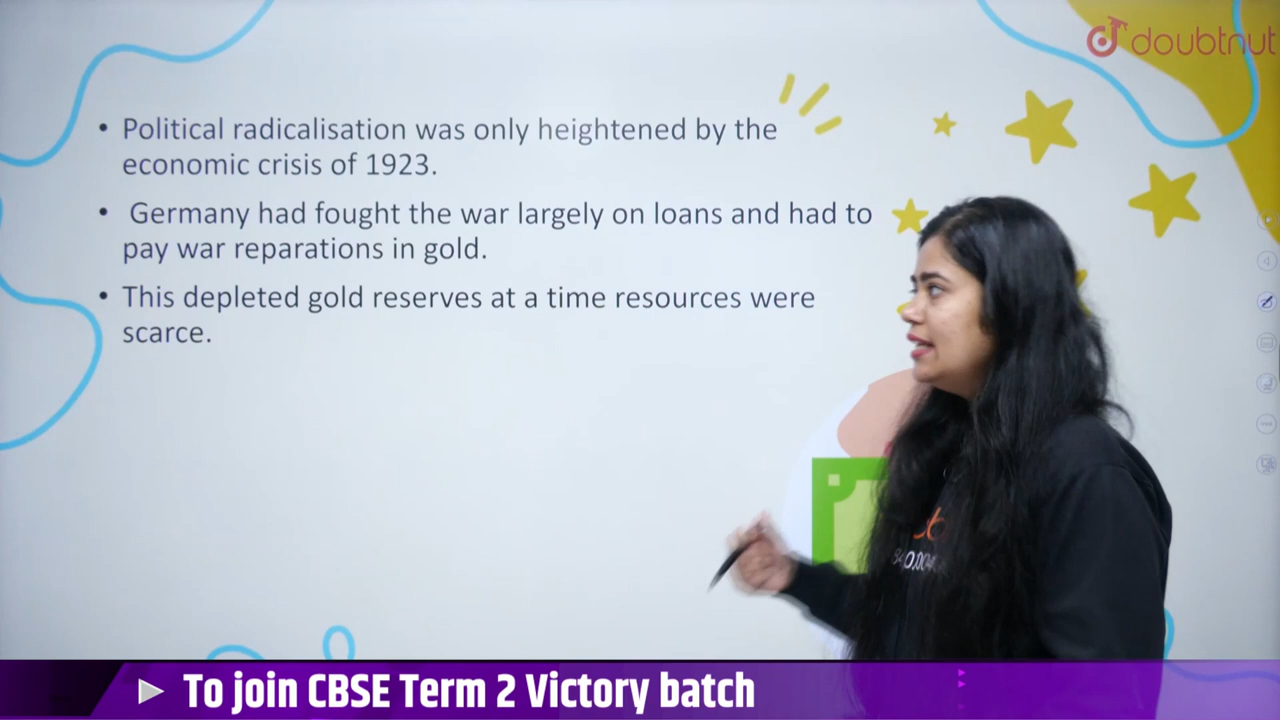 doubtnut
• Political radicalisation was only heightened by the
economic crisis of 1923.
• Germany had fought the war largely on loans and had to
pay war reparations in gold.
• This depleted gold reserves at a time resources were
scarce.
To join CBSE Term 2 Victory batch